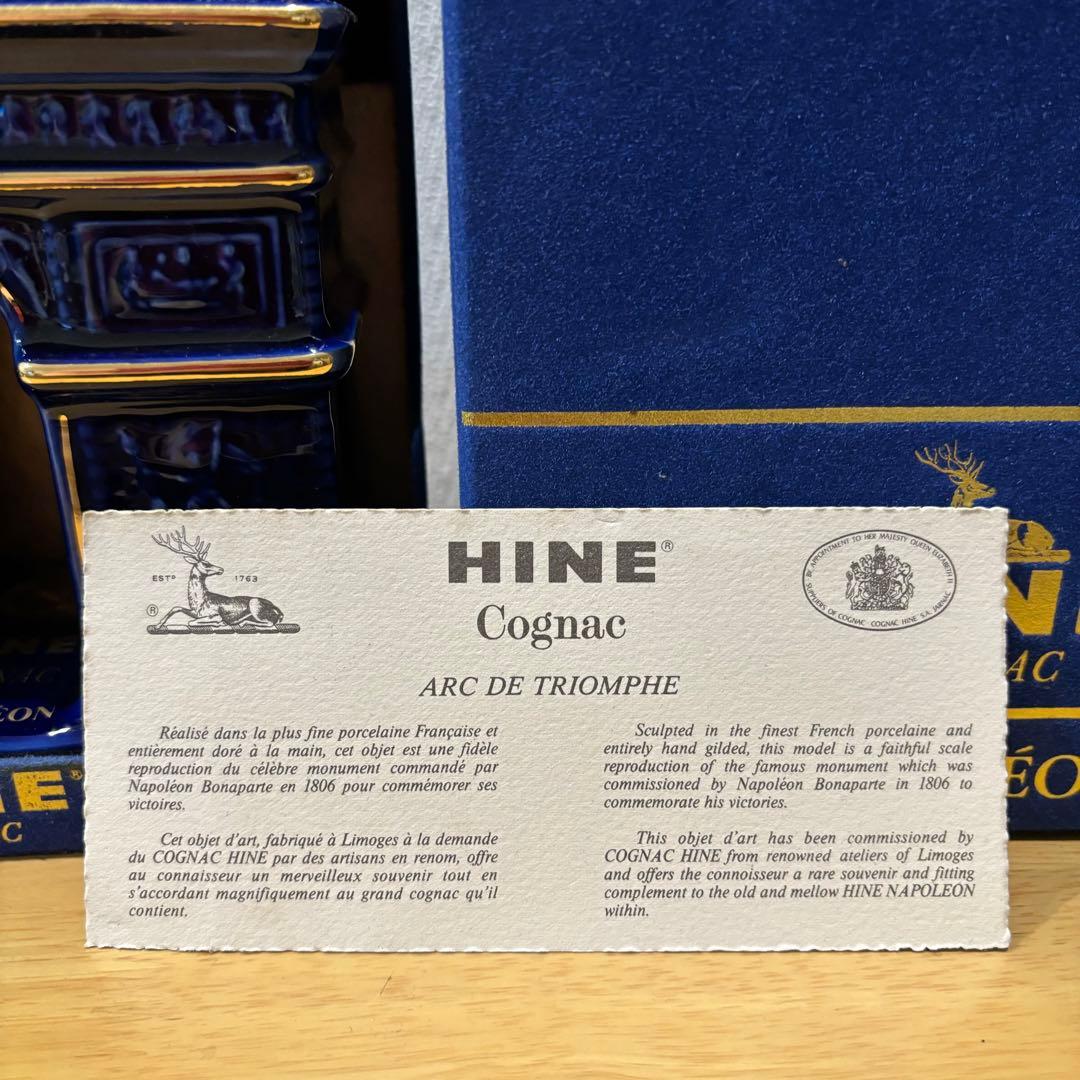 HINE®
Cognac
ESTº 1763
®
BY APPOINTMENT TO HER MAJESTY QUEEN ELIZABETH II
SUPPLIERS OF COGNAC COGNAC HINE S.A. JARNAC
ARC DE TRIOMPHE
Réalisé dans la plus fine porcelaine Française et
entièrement doré à la main, cet objet est une fidèle
reproduction du célèbre monument commandé par
Napoléon Bonaparte en 1806 pour commémorer ses
victoires.
Cet objet d'art, fabriqué à Limoges à la demande
du COGNAC HINE par des artisans en renom, offre
au connaisseur un merveilleux souvenir tout en
s'accordant magnifiquement au grand cognac qu'il
contient.
Sculpted in the finest French porcelaine and
entirely hand gilded, this model is a faithful scale
reproduction of the famous monument which was
commissioned by Napoléon Bonaparte in 1806 to
commemorate his victories.
This objet d'art has been commissioned by
COGNAC HINE from renowned ateliers of Limoges
and offers the connoisseur a rare souvenir and fitting
complement to the old and mellow HINE NAPOLEON
within.
NE
AC
ÉON
NE®
C
N
AC
ÉO